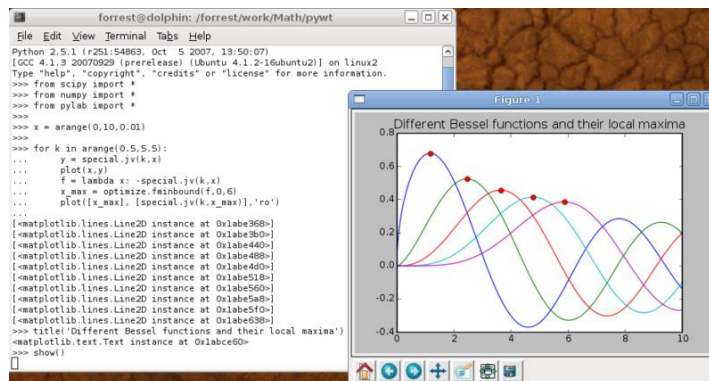 forrest@dolphin: /forrest/work/Math/pywt
File Edit View Terminal Tabs Help
Python 2.5.1 (r251:54863, Oct  5 2007, 13:50:07)
[GCC 4.1.3 20070929 (prerelease) (Ubuntu 4.1.2-16ubuntu2)] on linux2
Type "help", "copyright", "credits" or "license" for more information.
>>> from scipy import *
>>> from numpy import *
>>> from pylab import *
>>>
>>> x = arange(0,10,0.01)
>>>
>>> for k in arange(0.5,5.5):
...     y = special.jv(k,x)
...     plot(x,y)
...     f = lambda x: -special.jv(k,x)
...     x_max = optimize.fminbound(f,0,6)
...     plot([x_max], [special.jv(k,x_max)],'ro')
...
[<matplotlib.lines.Line2D instance at 0x1abe368>]
[<matplotlib.lines.Line2D instance at 0x1abe3b0>]
[<matplotlib.lines.Line2D instance at 0x1abe440>]
[<matplotlib.lines.Line2D instance at 0x1abe488>]
[<matplotlib.lines.Line2D instance at 0x1abe4d0>]
[<matplotlib.lines.Line2D instance at 0x1abe518>]
[<matplotlib.lines.Line2D instance at 0x1abe560>]
[<matplotlib.lines.Line2D instance at 0x1abe5a8>]
[<matplotlib.lines.Line2D instance at 0x1abe5f0>]
[<matplotlib.lines.Line2D instance at 0x1abe638>]
>>> title('Different Bessel functions and their local maxima')
<matplotlib.text.Text instance at 0x1abce60>
>>> show()
Figure 1
Different Bessel functions and their local maxima
0.8
0.6
0.4
0.2
0.0
-0.2
-0.4
0 2 4 6 8 10